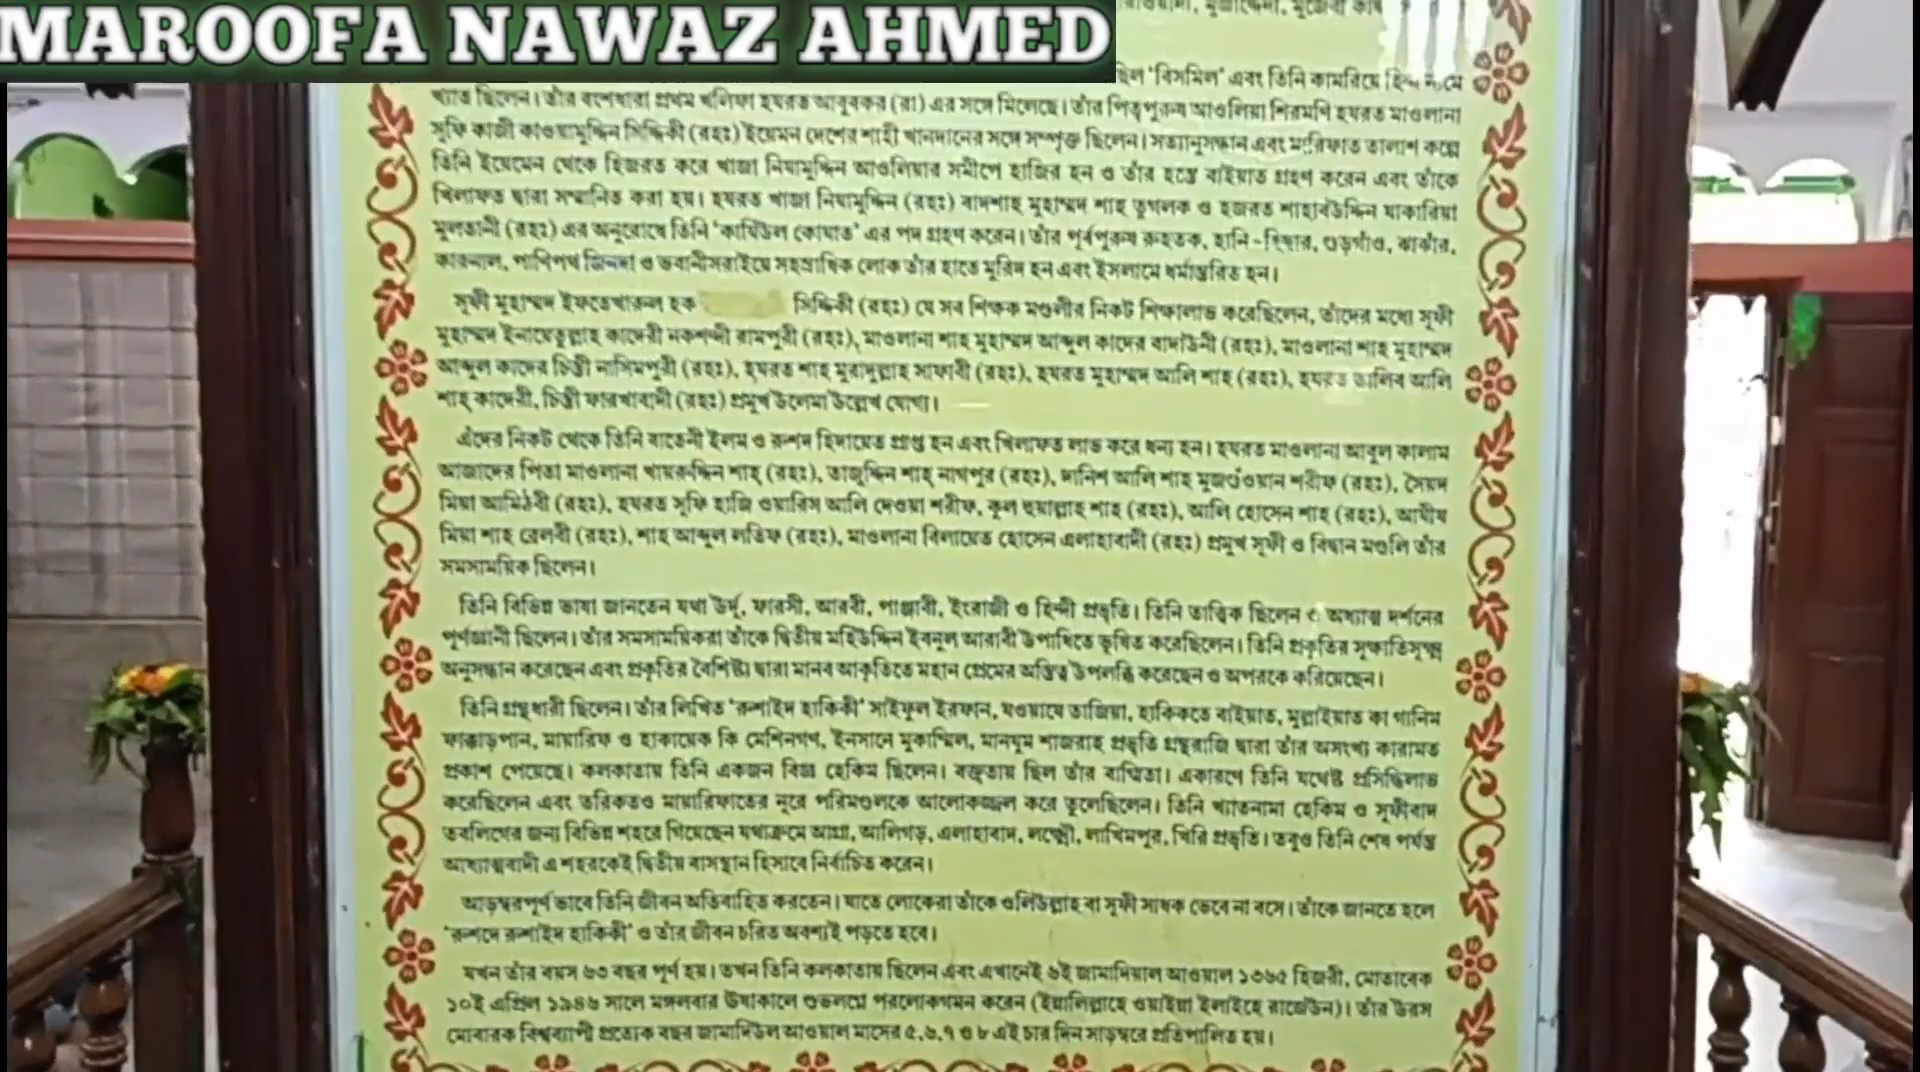 MAROOFA NAWAZ AHMED
মুজাদ্দেদী,
ছিল 'বিসমিল' এবং তিনি কামরিয়ে হিন্দ নামে
খ্যাত ছিলেন। তাঁর বংশধারা প্রথম খলিফা হযরত আবুবকর (রা) এর সঙ্গে মিলেছে। তাঁর পিতৃপুরুষ আওলিয়া শিরমণি হযরত মাওলানা
সুফি কাজী কাওয়ামুদ্দিন সিদ্দিকী (রহঃ) ইয়েমেন দেশের শাহী খানদানের সঙ্গে সম্পৃক্ত ছিলেন। সত্যানুসন্ধান এবং মারিফাত তালাশ কল্পে
তিনি ইয়েমেন থেকে হিজরত করে খাজা নিযামুদ্দিন আওলিয়ার সমীপে হাজির হন ও তাঁর হস্তে বাইয়াত গ্রহণ করেন এবং তাঁকে
খিলাফত দ্বারা সম্মানিত করা হয়। হযরত খাজা নিযামুদ্দিন (রহঃ) বাদশাহ মুহাম্মদ শাহ তুগলক ও হজরত শাহাবউদ্দিন যাকারিয়া
মুলতানী (রহঃ) এর অনুরোধে তিনি 'কাযিউল কোযাত' এর পদ গ্রহণ করেন। তাঁর পূর্বপুরুষ রুহতক, হানি-হিষার, গুড়গাঁও, ঝাঝর,
কারনাল, পাণিপথ জিনদা ও ভবানীসরাইয়ে সহস্রাধিক লোক তাঁর হাতে মুরিদ হন এবং ইসলামে ধর্মান্তরিত হন।
সূফী মুহাম্মদ ইফতেখারুল হক সিদ্দিকী (রহঃ) যে সব শিক্ষক মণ্ডলীর নিকট শিক্ষালাভ করেছিলেন, তাঁদের মধ্যে সূফী
মুহাম্মদ ইনায়েতুল্লাহ কাদেরী নকশব্দী রামপুরী (রহঃ), মাওলানা শাহ মুহাম্মদ আব্দুল কাদের বাদাউনী (রহঃ), মাওলানা শাহ মুহাম্মদ
আব্দুল কাদের চিস্তী নাসিমপুরী (রহঃ), হযরত শাহ মুরাদুল্লাহ সাফাবী (রহঃ), হযরত মুহাম্মদ আলি শাহ (রহঃ), হযরত তালিব আলি
শাহ্ কাদেরী, চিস্তী ফারখাবাদী (রহঃ) প্রমুখ উলেমা উল্লেখ যোগ্য।
এঁদের নিকট থেকে তিনি বাতেনী ইলম ও রুশদ হিদায়েত প্রাপ্ত হন এবং খিলাফত লাভ করে ধন্য হন। হযরত মাওলানা আবুল কালাম
আজাদের পিতা মাওলানা খায়রুদ্দিন শাহ্ (রহঃ), তাজুদ্দিন শাহ্ নাগপুর (রহঃ), দানিশ আলি শাহ্ শরীফ (রহঃ), সৈয়দ
মিয়া আমিঠবী (রহঃ), হযরত সুফি হাজি ওয়ারিস আলি দেওয়া শরীফ, কুল হুয়াল্লাহ শাহ (রহঃ), আলি হোসেন শাহ (রহঃ), আযীয
মিয়া শাহ বেলবী (রহঃ), শাহ আব্দুল লতিফ (রহঃ), মাওলানা বিলায়েত হোসেন এলাহাবাদী (রহঃ) প্রমুখ সূফী ও বিদ্বান মণ্ডলি তাঁর
সমসাময়িক ছিলেন।
তিনি বিভিন্ন ভাষা জানতেন যথা উর্দু, ফারসী, আরবী, পাঞ্জাবী, ইংরাজী ও হিন্দী প্রভৃতি। তিনি তাত্ত্বিক ছিলেন ও অধ্যাত্ম দর্শনের
পূর্ণজ্ঞানী ছিলেন। তাঁর সমসাময়িকরা তাঁকে দ্বিতীয় মহিউদ্দিন ইবনুল আরাবী উপাধিতে ভূষিত করেছিলেন। তিনি প্রকৃতির সূক্ষাতিসূক্ষ্ম
অনুসন্ধান করেছেন এবং প্রকৃতির বৈশিষ্ট্য দ্বারা মানব আকৃতিতে মহান প্রেমের অস্তিত্ব উপলব্ধি করেছেন ও অপরকে করিয়েছেন।
তিনি গ্রন্থধারী ছিলেন। তাঁর লিখিত 'রুশাইদ হাকিকী' সাইফুল ইরফান, যওয়াযে তাজিয়া, হাকিকতে বাইয়াত, মুল্লাইয়াত কা গানিম
ফাক্কাড়পান, মায়ারিফ ও হাকায়েক কি মেশিনগণ, ইনসানে মুকাম্মিল, মানযুম শাজরাহ প্রভৃতি গ্রন্থরাজি দ্বারা তাঁর অসংখ্য কারামত
প্রকাশ পেয়েছে। কলকাতায় তিনি একজন বিজ্ঞ হেকিম ছিলেন। বক্তৃতায় ছিল তাঁর বাগ্মিতা। একারণে তিনি যথেষ্ট প্রসিদ্ধিলাভ
করেছিলেন এবং তরিকতও মায়ারিফাতের নূরে পরিমণ্ডলকে আলোকজ্জ্বল করে তুলেছিলেন। তিনি খ্যাতনামা হেকিম ও সূফীবাদ
তবলিগের জন্য বিভিন্ন শহরে গিয়েছেন যথাক্রমে আগ্রা, আলিগড়, এলাহাবাদ, লক্ষ্মৌ, লাখিমপুর, খিরি প্রভৃতি। তবুও তিনি শেষ পর্যন্ত
আধ্যাত্মবাদী এ শহরকেই দ্বিতীয় বাসস্থান হিসাবে নির্বাচিত করেন।
আড়ম্বরপূর্ণ ভাবে তিনি জীবন অতিবাহিত করতেন। যাতে লোকেরা তাঁকে ওলিউল্লাহ বা সূফী সাধক ভেবে না বসে। তাঁকে জানতে হলে
'রুশদে রুশাইদ হাকিকী' ও তাঁর জীবন চরিত অবশ্যই পড়তে হবে।
যখন তাঁর বয়স ৬৩ বছর পূর্ণ হয়। তখন তিনি কলকাতায় ছিলেন এবং এখানেই ৬ই জামাদিয়াল আওয়াল ১৩৬৫ হিজরী, মোতাবেক
১০ই এপ্রিল ১৯৪৬ সালে মঙ্গলবার উষাকালে শুভলগ্নে পরলোকগমন করেন (ইন্নালিল্লাহে ওয়াইন্না ইলাইহে রাজেউন)। তাঁর উরস
মোবারক বিশ্বব্যাপী প্রত্যেক বছর জামাদিউল আওয়াল মাসের ৫,৬,৭ ও ৮ এই চার দিন সাড়ম্বরে প্রতিপালিত হয়।